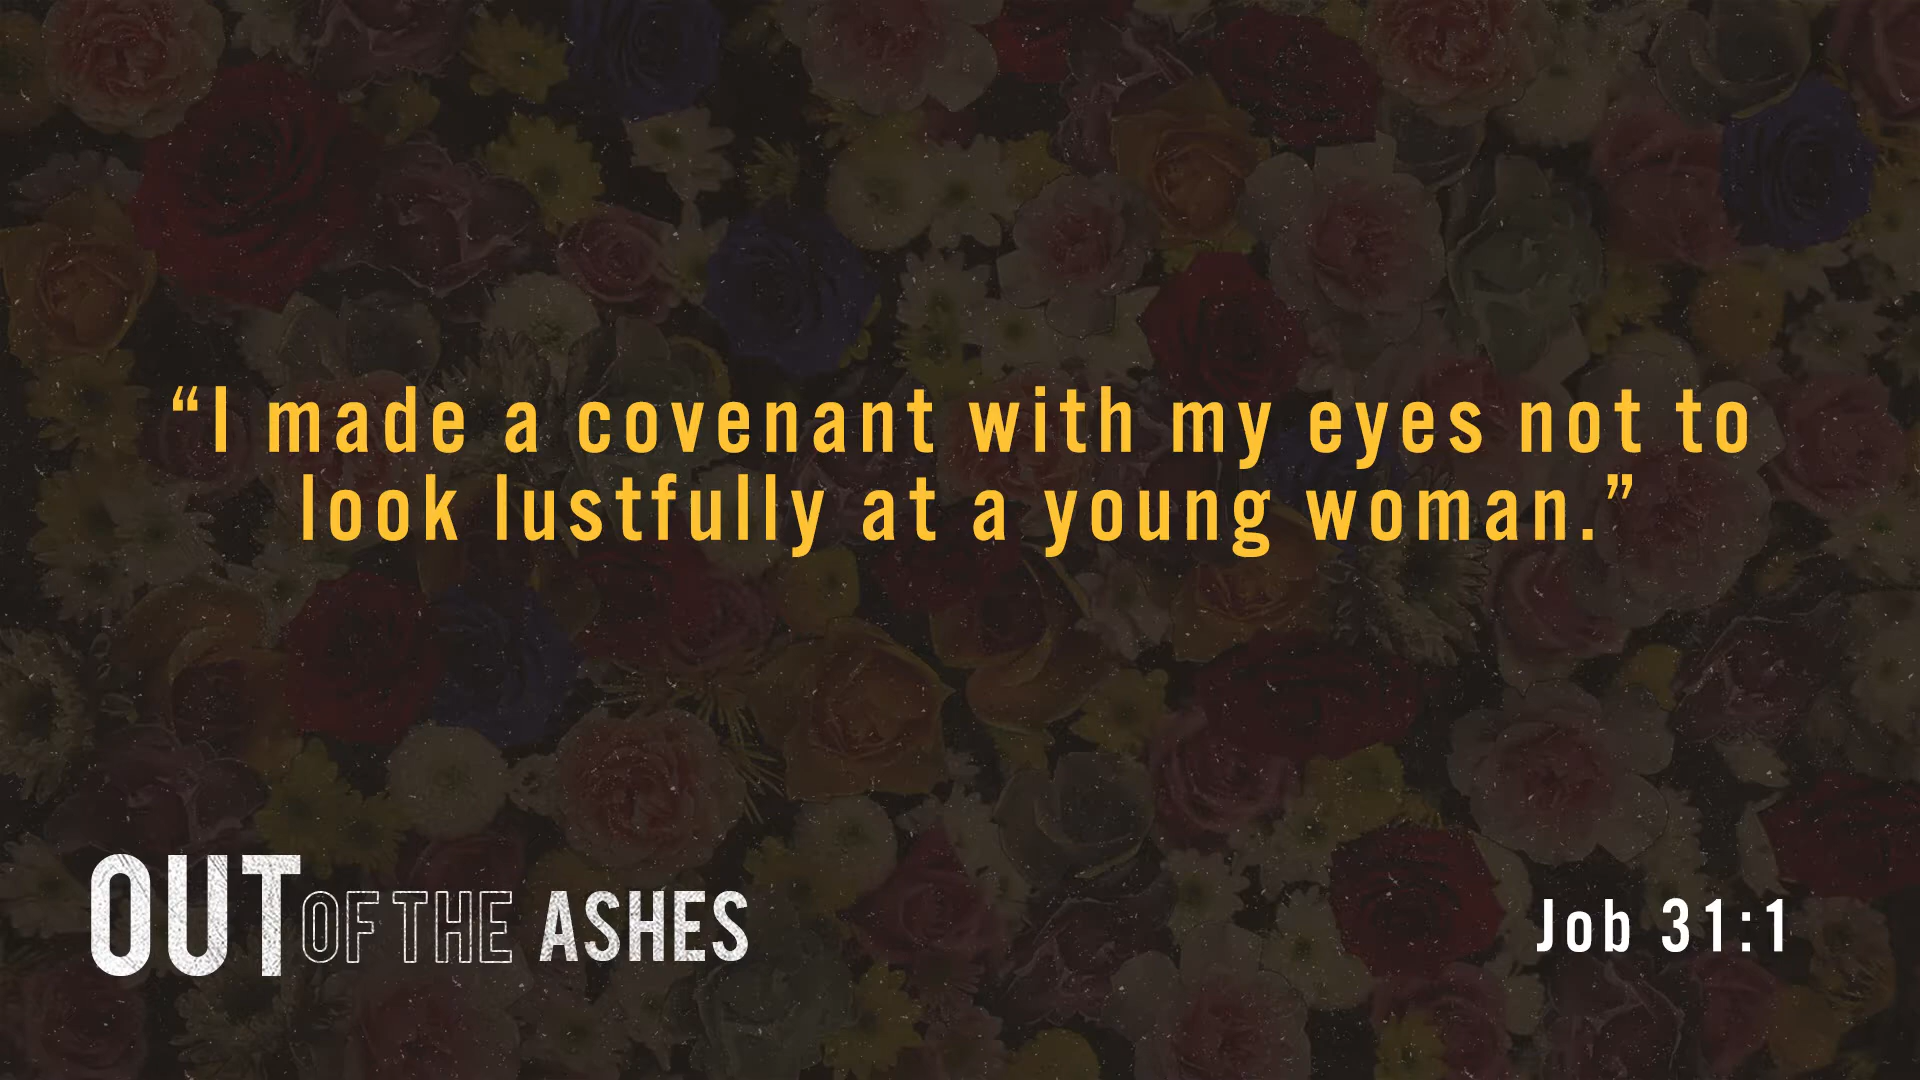 “I made a covenant with my eyes not to
look lustfully at a young woman.”
OUT OF THE ASHES
Job 31:1